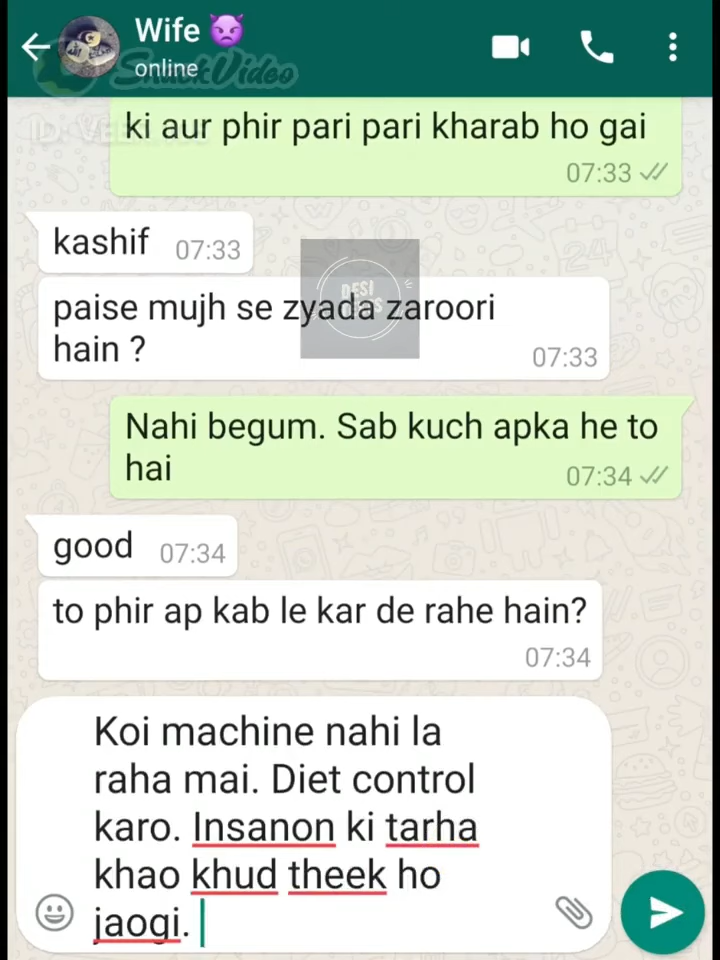 Wife 😈
online
SnackVideo
ki aur phir pari pari kharab ho gai
07:33
kashif 07:33
paise mujh se zyada zaroori
hain ?
07:33
Nahi begum. Sab kuch apka he to
hai
07:34
good 07:34
to phir ap kab le kar de rahe hain?
07:34
Koi machine nahi la
raha mai. Diet control
karo. Insanon ki tarha
khao khud theek ho
jaogi.